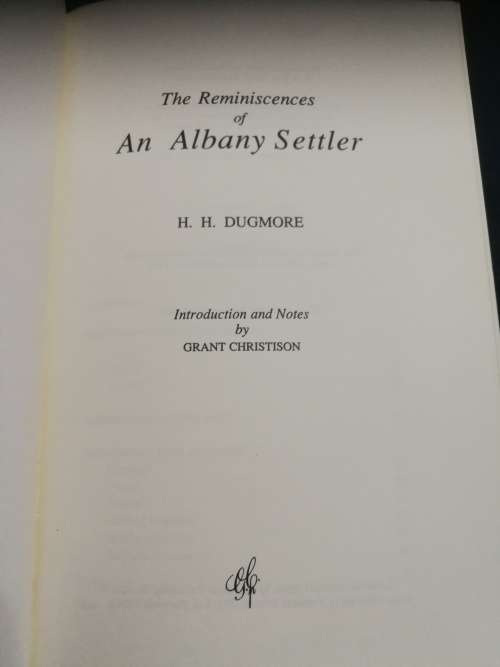 The Reminiscences
of
An Albany Settler
H. H. DUGMORE
Introduction and Notes
by
GRANT CHRISTISON